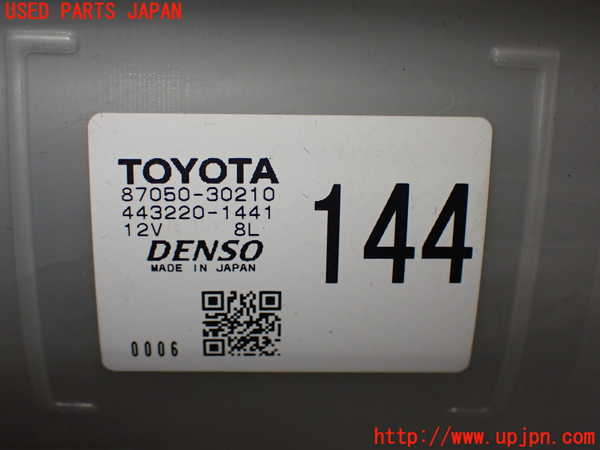 USED PARTS JAPAN
TOYOTA
87050-30210
443220-1441
12V 8L
DENSO
MADE IN JAPAN
144
0006
UPJ
http://www.upjpn.com/